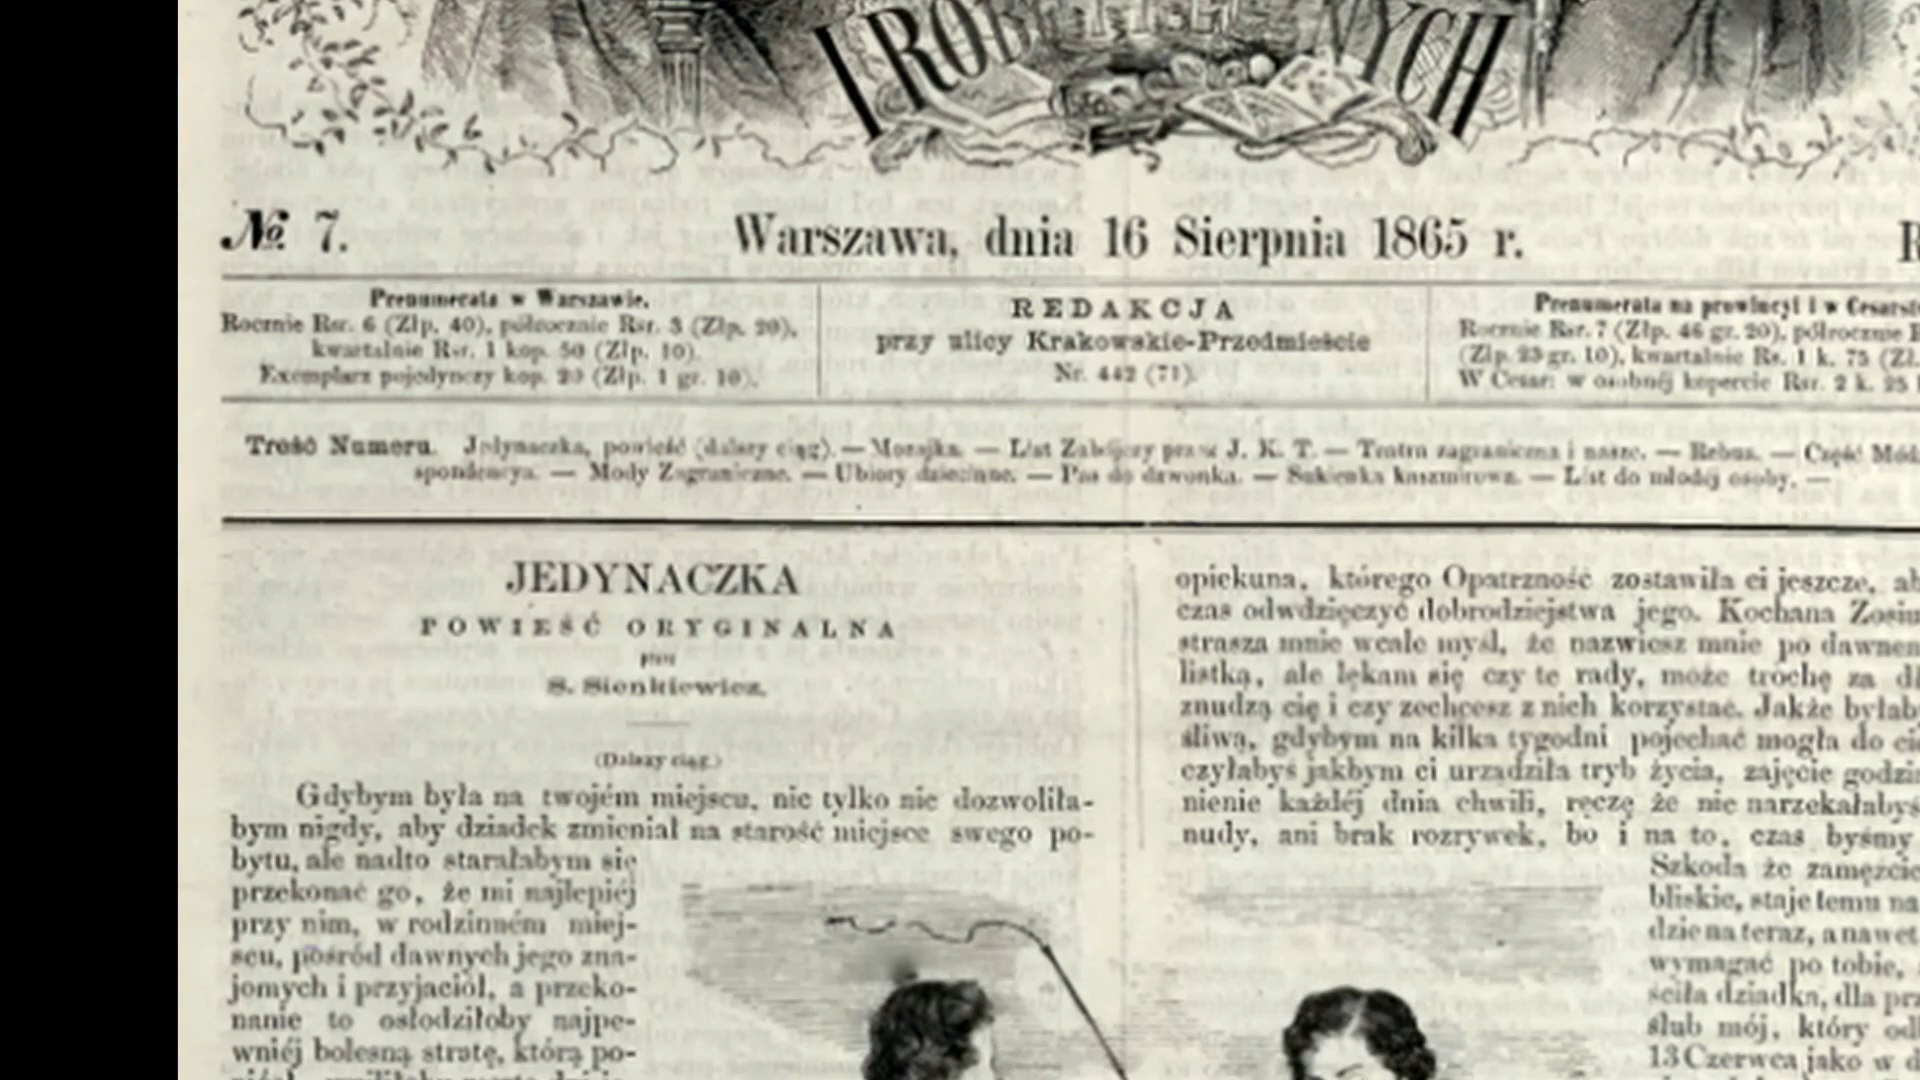 I ROB
YCH
№ 7.
Warszawa, dnia 16 Sierpnia 1865 r.
R
Prenumerata w Warszawie.
Rocznie Rsr. 6 (Złp. 40), półrocznie Rsr. 3 (Złp. 20),
kwartalnie Rsr. 1 kop. 50 (Złp. 10).
Exemplarz pojedynczy kop. 20 (Złp. 1 gr. 10).
REDAKCJA
przy ulicy Krakowskie-Przedmieście
Nr. 442 (71).
Prenumerata na prowincyi i w Cesarst
Rocznie Rsr. 7 (Złp. 46 gr. 20), półrocznie R
(Złp. 23 gr. 10), kwartalnie Rs. 1 k. 75 (Zł.
W Cesar: w osobnéj kopercie Rsr. 2 k. 25
Treść Numeru. Jedynaczka, powieść (dalszy ciąg). — Mozajka. — List Zabójczy przez J. K. T. — Teatra zagraniczna i nasze. — Rebus. — Część Mód.
spondencya. — Mody Zagraniczne. — Ubiory dziecinne. — Pas do dzwonka. — Sukienka kaszmirowa. — List do młodéj osoby. —
JEDYNACZKA
POWIEŚĆ ORYGINALNA
przez
S. Sienkiewicz.
(Dalszy ciąg.)
Gdybym była na twojém miejscu, nie tylko nie dozwoliła-
bym nigdy, aby dziadek zmieniał na starość miejsce swego po-
bytu, ale nadto starałabym się
przekonać go, że mi najlepiéj
przy nim, w rodzinném miej-
scu, pośród dawnych jego zna-
jomych i przyjaciół, a przeko-
nanie to osłodziłoby najpe-
wniéj bolesną stratę, którą po-
opiekuna, którego Opatrzność zostawiła ci jeszcze, ab
czas odwdzięczyć dobrodziejstwa jego. Kochana Zosiu
strasza mnie wcale myśl, że nazwiesz mnie po dawnem
listką, ale lękam się czy te rady, może trochę za dł
znudzą cię i czy zechcesz z nich korzystać. Jakże byłab
śliwą, gdybym na kilka tygodni pojechać mogła do ci
czyłabyś jakbym ci urządziła tryb życia, zajęcie godzi
nienie każdéj dnia chwili, ręczę że nie narzekałabyś
nudy, ani brak rozrywek, bo i na to, czas byśmy
Szkoda że zamęzcie
bliskie, staje temu na
dzie na teraz, a nawet
wymagać po tobie,
ściła dziadka, dla prz
ślub mój, który od
13 Czerwca jako w d